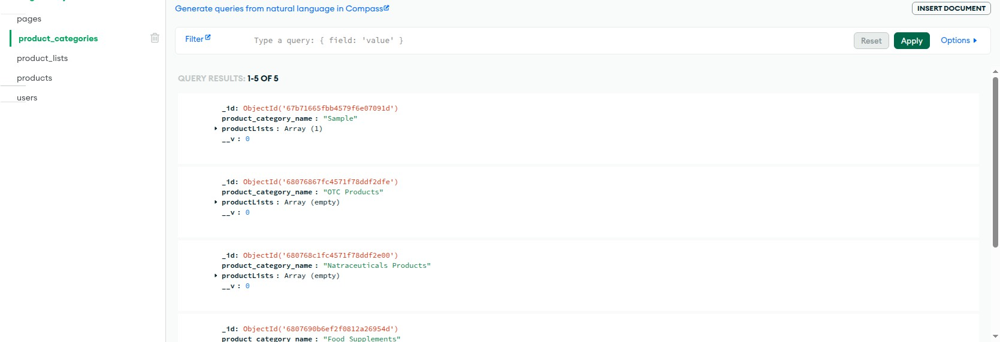 Generate queries from natural language in Compass
INSERT DOCUMENT
pages
product_categories
product_lists
products
users
Filter
Type a query: { field: 'value' }
Reset
Apply
Options
QUERY RESULTS: 1-5 OF 5
_id: ObjectId('67b71665fbb4579f6e07091d')
product_category_name : "Sample"
productLists : Array (1)
__v : 0
_id: ObjectId('68076867fc4571f78ddf2dfe')
product_category_name : "OTC Products"
productLists : Array (empty)
__v : 0
_id: ObjectId('680768c1fc4571f78ddf2e00')
product_category_name : "Natraceuticals Products"
productLists : Array (empty)
__v : 0
_id: ObjectId('6807690b6ef2f0812a26954d')
product_category_name : "Food Supplements"